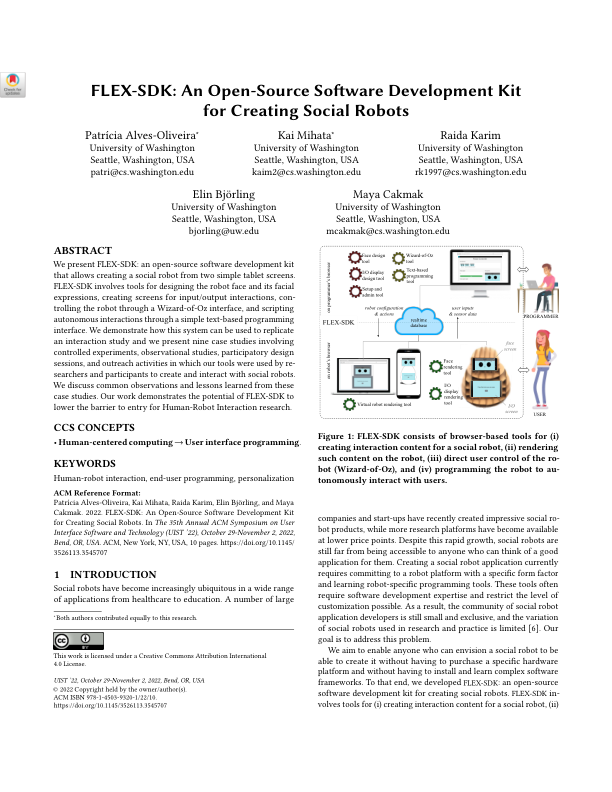 Check for
updates
FLEX-SDK: An Open-Source Software Development Kit
for Creating Social Robots
Patrícia Alves-Oliveira*
University of Washington
Seattle, Washington, USA
patri@cs.washington.edu
Kai Mihata*
University of Washington
Seattle, Washington, USA
kaim2@cs.washington.edu
Raida Karim
University of Washington
Seattle, Washington, USA
rk1997@cs.washington.edu
Elin Björling
University of Washington
Seattle, Washington, USA
bjorling@uw.edu
Maya Cakmak
University of Washington
Seattle, Washington, USA
mcakmak@cs.washington.edu
ABSTRACT
We present FLEX-SDK: an open-source software development kit
that allows creating a social robot from two simple tablet screens.
FLEX-SDK involves tools for designing the robot face and its facial
expressions, creating screens for input/output interactions, con-
trolling the robot through a Wizard-of-Oz interface, and scripting
autonomous interactions through a simple text-based programming
interface. We demonstrate how this system can be used to replicate
an interaction study and we present nine case studies involving
controlled experiments, observational studies, participatory design
sessions, and outreach activities in which our tools were used by re-
searchers and participants to create and interact with social robots.
We discuss common observations and lessons learned from these
case studies. Our work demonstrates the potential of FLEX-SDK to
lower the barrier to entry for Human-Robot Interaction research.
CCS CONCEPTS
• Human-centered computing → User interface programming.
KEYWORDS
Human-robot interaction, end-user programming, personalization
ACM Reference Format:
Patrícia Alves-Oliveira, Kai Mihata, Raida Karim, Elin Björling, and Maya
Cakmak. 2022. FLEX-SDK: An Open-Source Software Development Kit
for Creating Social Robots. In The 35th Annual ACM Symposium on User
Interface Software and Technology (UIST '22), October 29-November 2, 2022,
Bend, OR, USA. ACM, New York, NY, USA, 10 pages. https://doi.org/10.1145/
3526113.3545707
1 INTRODUCTION
Social robots have become increasingly ubiquitous in a wide range
of applications from healthcare to education. A number of large
*Both authors contributed equally to this research.
cc
BY
This work is licensed under a Creative Commons Attribution International
4.0 License.
UIST '22, October 29-November 2, 2022, Bend, OR, USA
© 2022 Copyright held by the owner/author(s).
ACM ISBN 978-1-4503-9320-1/22/10.
https://doi.org/10.1145/3526113.3545707
on programmer's browser
Face design
tool
Wizard-of-Oz
tool
I/O display
design tool
Text-based
programming
tool
Setup and
admin tool
robot configuration
& actions
user inputs
& sensor data
PROGRAMMER
FLEX-SDK
realtime
database
on robot's browser
Face
rendering
tool
I/O
display
rendering
tool
Virtual robot rendering tool
face
screen
I/O
screen
USER
Figure 1: FLEX-SDK consists of browser-based tools for (i)
creating interaction content for a social robot, (ii) rendering
such content on the robot, (iii) direct user control of the ro-
bot (Wizard-of-Oz), and (iv) programming the robot to au-
tonomously interact with users.
companies and start-ups have recently created impressive social ro-
bot products, while more research platforms have become available
at lower price points. Despite this rapid growth, social robots are
still far from being accessible to anyone who can think of a good
application for them. Creating a social robot application currently
requires committing to a robot platform with a specific form factor
and learning robot-specific programming tools. These tools often
require software development expertise and restrict the level of
customization possible. As a result, the community of social robot
application developers is still small and exclusive, and the variation
of social robots used in research and practice is limited [6]. Our
goal is to address this problem.
We aim to enable anyone who can envision a social robot to be
able to create it without having to purchase a specific hardware
platform and without having to install and learn complex software
frameworks. To that end, we developed FLEX-SDK: an open-source
software development kit for creating social robots. FLEX-SDK in-
volves tools for (i) creating interaction content for a social robot, (ii)